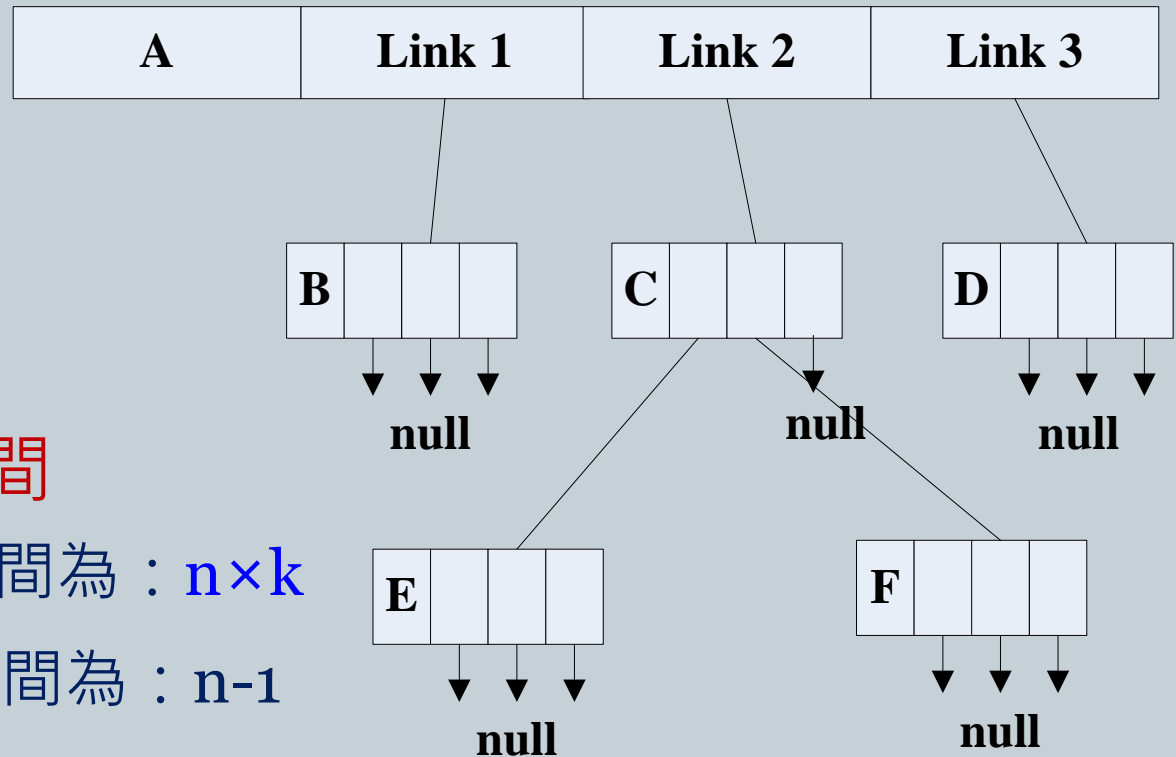 A Link 1 Link 2 Link 3
B C D
null null null
間
間為：n×k
E F
間為：n-1
null null